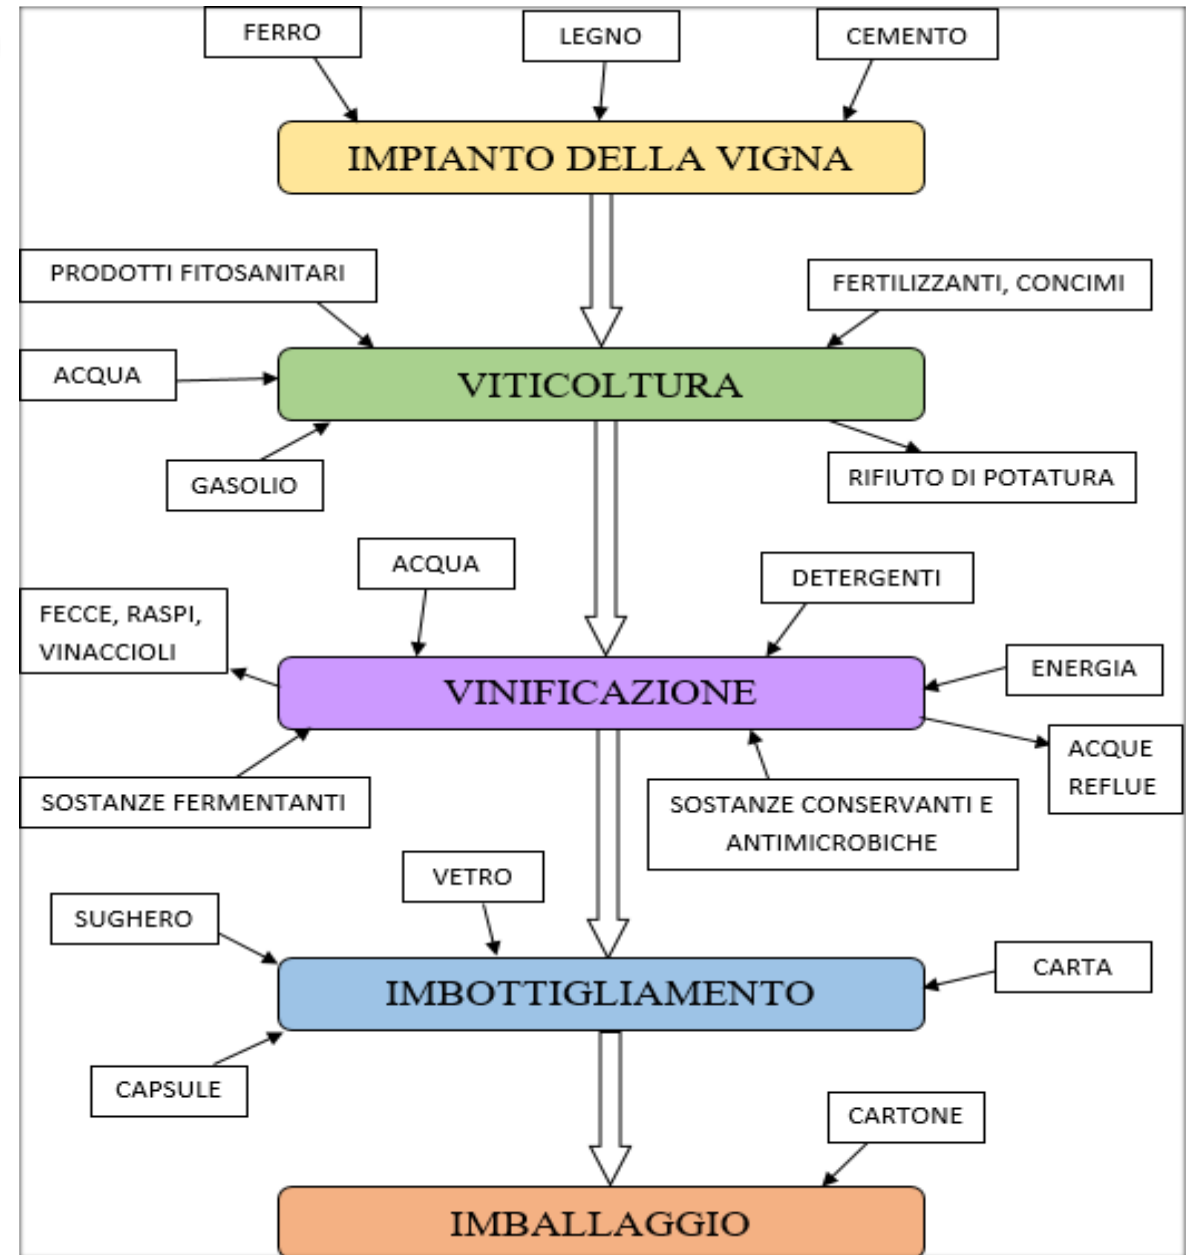 FERRO
LEGNO
CEMENTO
IMPIANTO DELLA VIGNA
PRODOTTI FITOSANITARI
FERTILIZZANTI, CONCIMI
ACQUA
VITICOLTURA
GASOLIO
RIFIUTO DI POTATURA
ACQUA
DETERGENTI
FECCE, RASPI,
VINACCIOLI
ENERGIA
VINIFICAZIONE
ACQUE
REFLUE
SOSTANZE FERMENTANTI
SOSTANZE CONSERVANTI E
ANTIMICROBICHE
VETRO
SUGHERO
CARTA
IMBOTTIGLIAMENTO
CAPSULE
CARTONE
IMBALLAGGIO